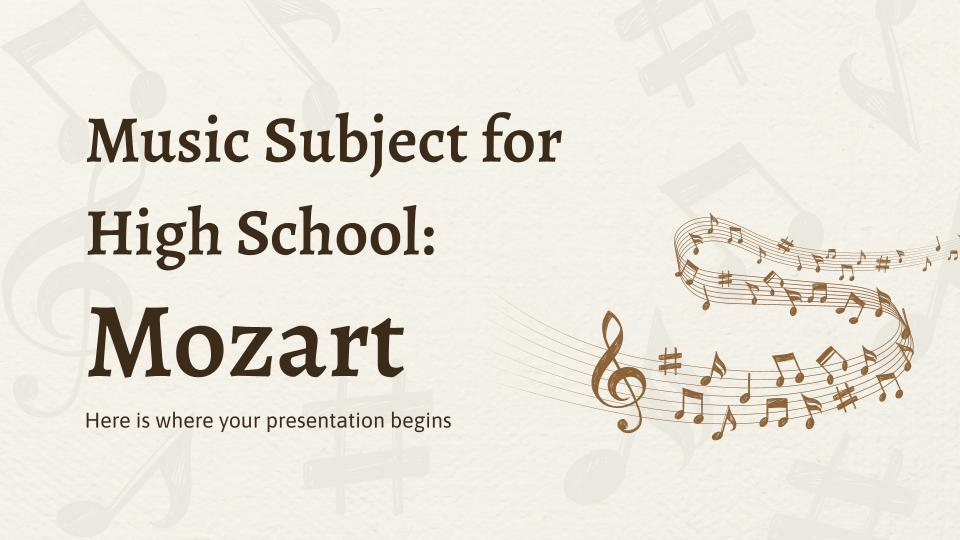 Music Subject for
High School:
Mozart
Here is where your presentation begins